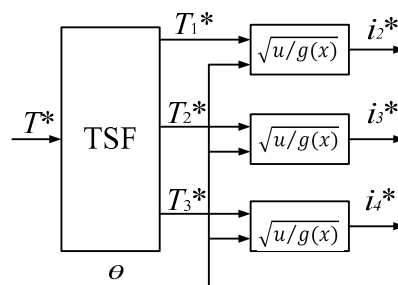 T₁* i₂*
√u/g(x)
T* TSF T₂* i₃*
√u/g(x)
T₃* i₄*
√u/g(x)
ө